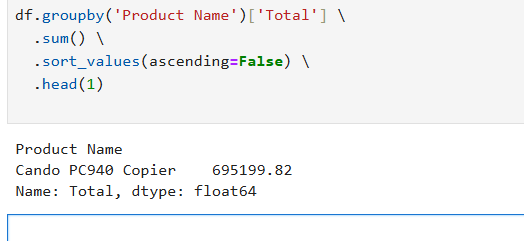 df.groupby('Product Name')['Total'] \
  .sum() \
  .sort_values(ascending=False) \
  .head(1)
Product Name
Cando PC940 Copier    695199.82
Name: Total, dtype: float64